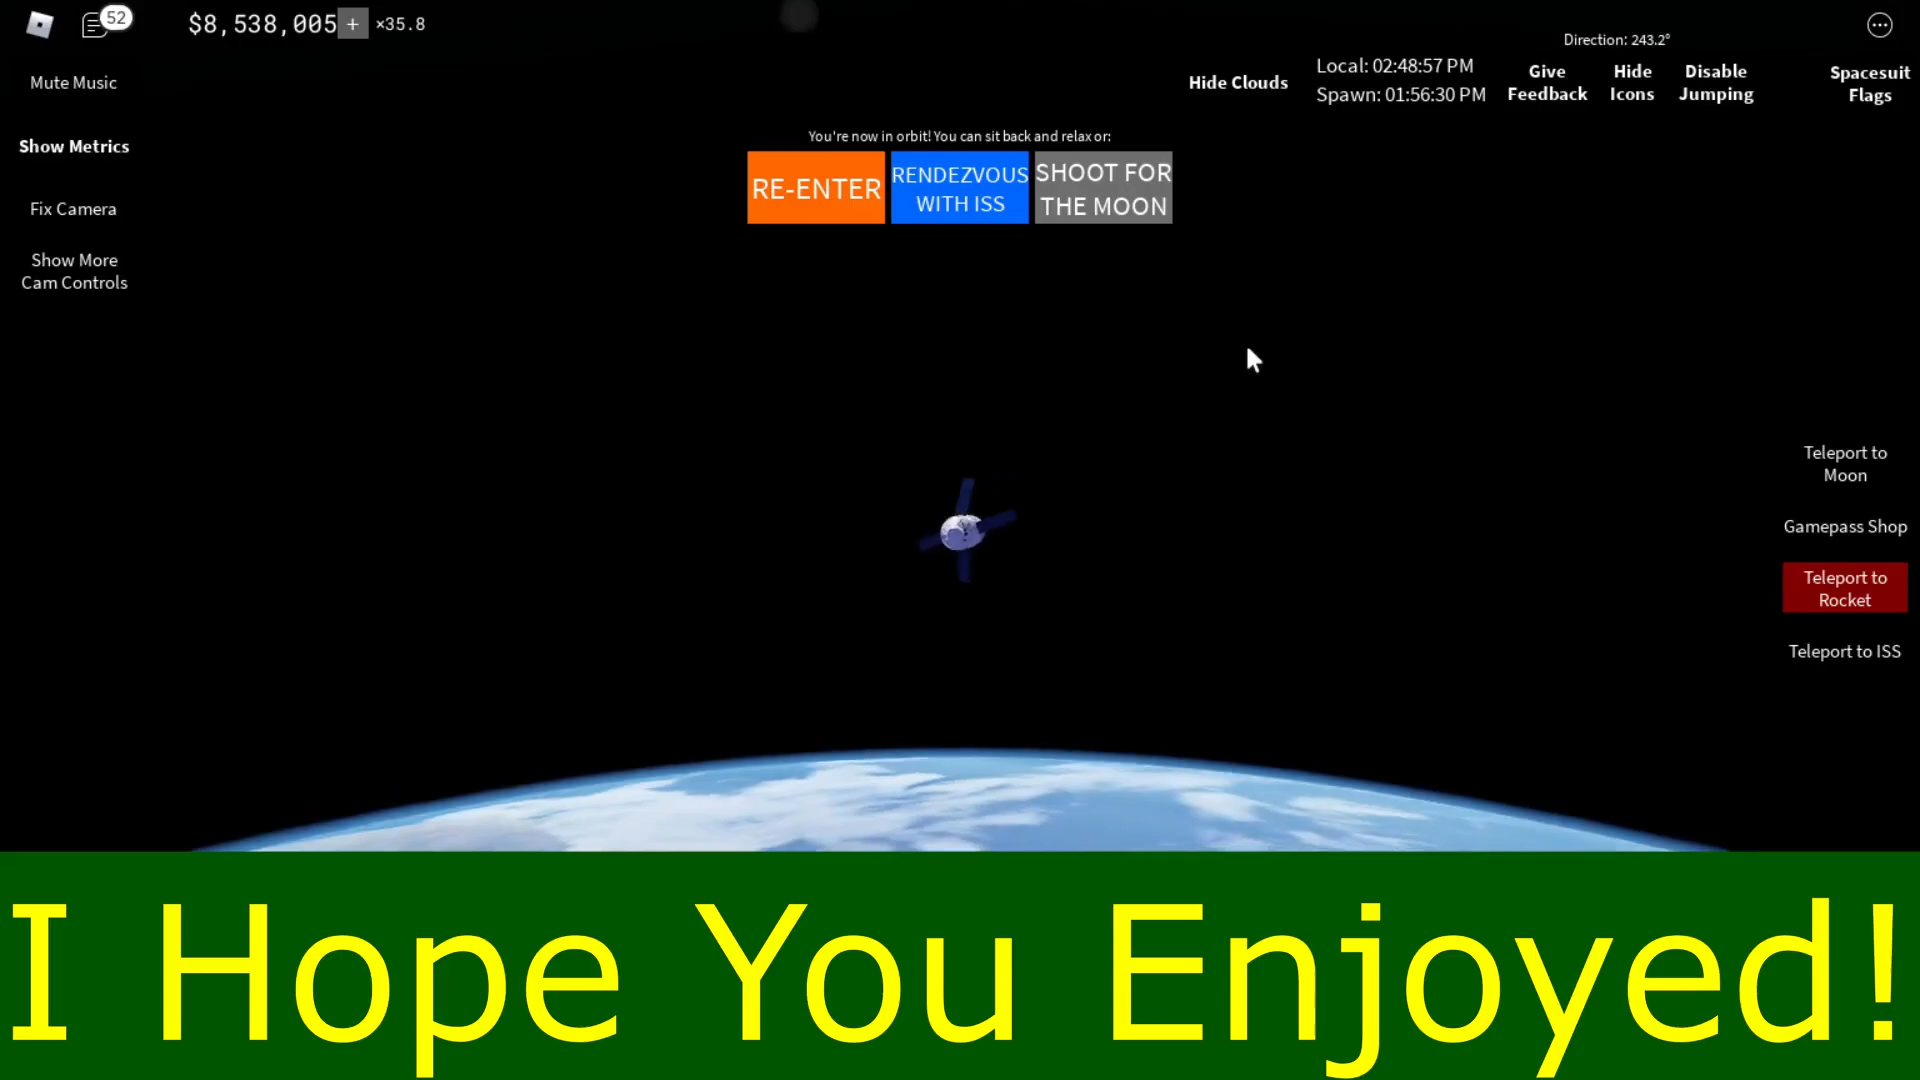 52
$8,538,005 + ×35.8
Direction: 243.2°
Mute Music
Hide Clouds
Local: 02:48:57 PM
Spawn: 01:56:30 PM
Give
Feedback
Hide
Icons
Disable
Jumping
Spacesuit
Flags
Show Metrics
You're now in orbit! You can sit back and relax or:
RE-ENTER
RENDEZVOUS
WITH ISS
SHOOT FOR
THE MOON
Fix Camera
Show More
Cam Controls
Teleport to
Moon
Gamepass Shop
Teleport to
Rocket
Teleport to ISS
I Hope You Enjoyed!